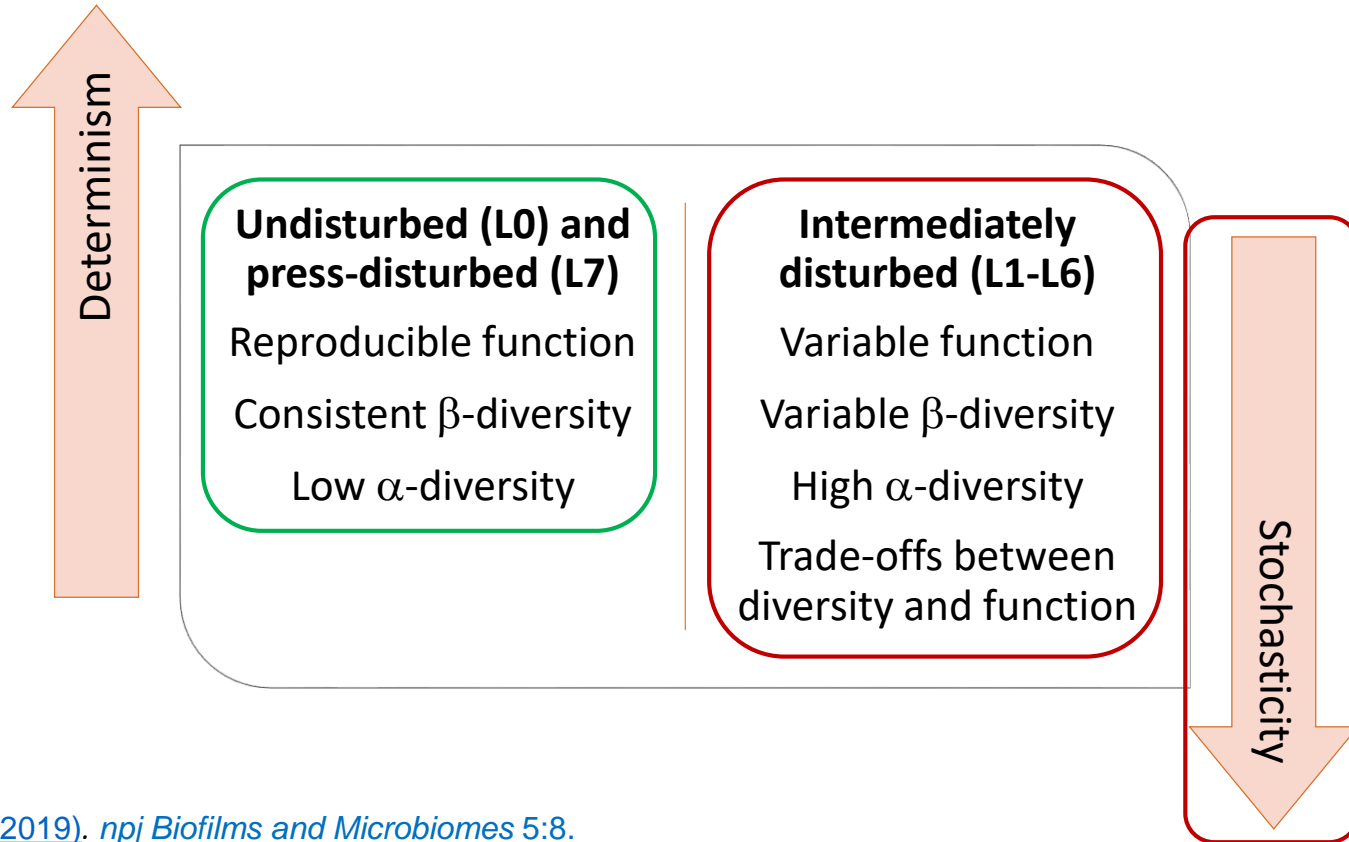 Determinism
Undisturbed (L0) and
press-disturbed (L7)
Reproducible function
Consistent β-diversity
Low α-diversity
Intermediately
disturbed (L1-L6)
Variable function
Variable β-diversity
High α-diversity
Trade-offs between
diversity and function
Stochasticity
2019). npj Biofilms and Microbiomes 5:8.